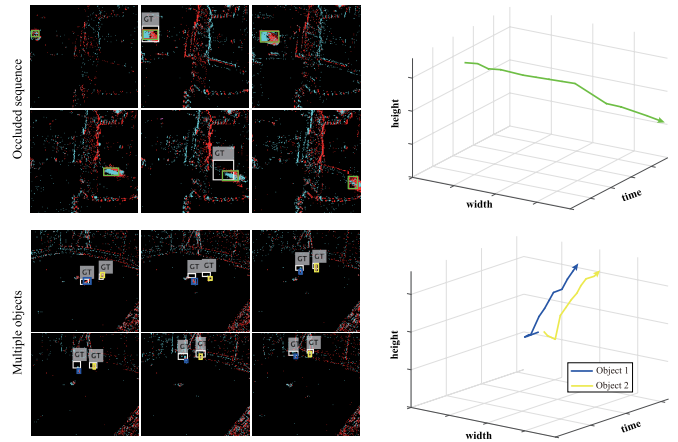 Occluded sequence
GT
GT
height
width
time
Multiple objects
GT
GT
GT
GT
GT
GT
GT
GT
GT
GT
GT
GT
height
width
time
Object 1
Object 2